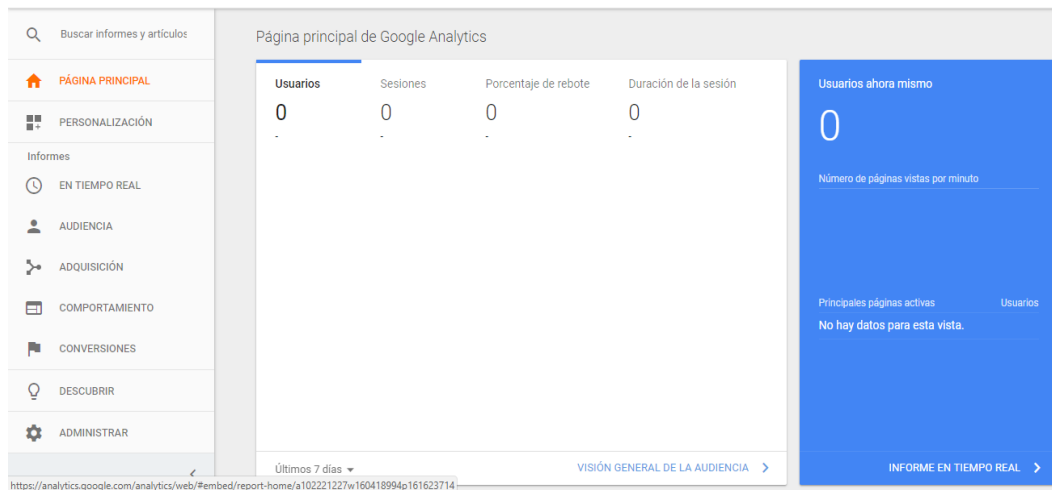 Buscar informes y artículos
PÁGINA PRINCIPAL
PERSONALIZACIÓN
Informes
EN TIEMPO REAL
AUDIENCIA
ADQUISICIÓN
COMPORTAMIENTO
CONVERSIONES
DESCUBRIR
ADMINISTRAR
Página principal de Google Analytics
Usuarios Sesiones Porcentaje de rebote Duración de la sesión
0 0 0 0
- - - -
Últimos 7 días VISIÓN GENERAL DE LA AUDIENCIA
Usuarios ahora mismo
0
Número de páginas vistas por minuto
Principales páginas activas Usuarios
No hay datos para esta vista.
INFORME EN TIEMPO REAL
https://analytics.google.com/analytics/web/#embed/report-home/a102221227w160418994p161623714